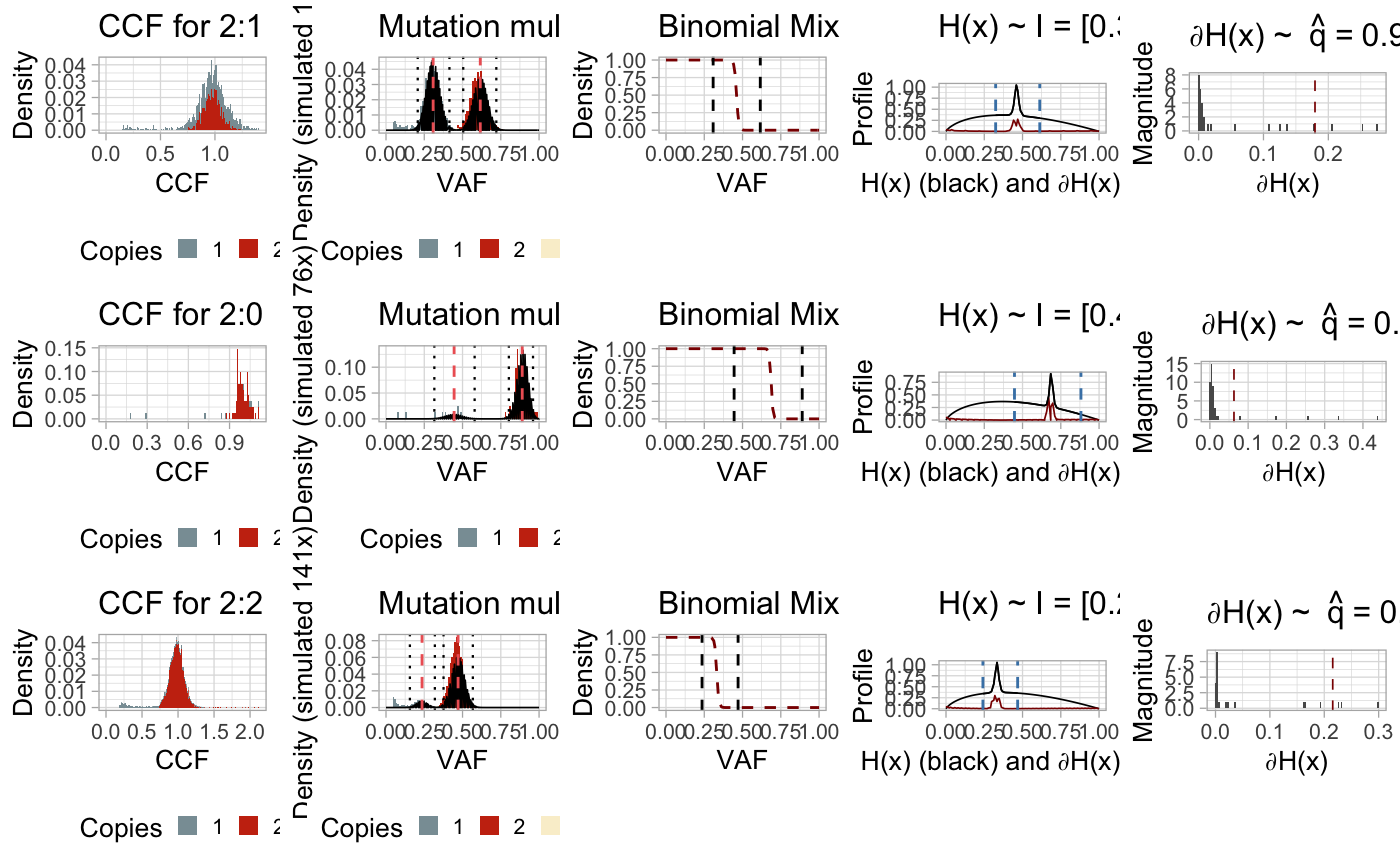 CCF for 2:1
Density
0.04
0.03
0.02
0.01
0.00
0.0 0.5 1.0
CCF
Copies 1 2
Mutation mul
Density (simulated 1
0.04
0.03
0.02
0.01
0.00
0.00 0.25 0.50 0.75 1.00
VAF
Copies 1 2
Binomial Mix
Density
1.00
0.75
0.50
0.25
0.00
0.00 0.25 0.50 0.75 1.00
VAF
H(x) ~ I = [0.3
Profile
1.00
0.75
0.50
0.25
0.00
0.00 0.25 0.50 0.75 1.00
H(x) (black) and ∂H(x)
∂H(x) ~ q̂ = 0.9
Magnitude
8
6
4
2
0
0.0 0.1 0.2
∂H(x)
CCF for 2:0
Density
0.15
0.10
0.05
0.00
0.0 0.3 0.6 0.9
CCF
Copies 1 2
Mutation mul
Density (simulated 76x)
0.10
0.05
0.00
0.00 0.25 0.50 0.75 1.00
VAF
Copies 1 2
Binomial Mix
Density
1.00
0.75
0.50
0.25
0.00
0.00 0.25 0.50 0.75 1.00
VAF
H(x) ~ I = [0.4
Profile
0.75
0.50
0.25
0.00
0.00 0.25 0.50 0.75 1.00
H(x) (black) and ∂H(x)
∂H(x) ~ q̂ = 0.
Magnitude
15
10
5
0
0.0 0.1 0.2 0.3 0.4
∂H(x)
CCF for 2:2
Density
0.04
0.03
0.02
0.01
0.00
0.0 0.5 1.0 1.5 2.0
CCF
Copies 1 2
Mutation mul
Density (simulated 141x)
0.08
0.06
0.04
0.02
0.00
0.00 0.25 0.50 0.75 1.00
VAF
Copies 1 2
Binomial Mix
Density
1.00
0.75
0.50
0.25
0.00
0.00 0.25 0.50 0.75 1.00
VAF
H(x) ~ I = [0.2
Profile
1.00
0.75
0.50
0.25
0.00
0.00 0.25 0.50 0.75 1.00
H(x) (black) and ∂H(x)
∂H(x) ~ q̂ = 0
Magnitude
7.5
5.0
2.5
0.0
0.0 0.1 0.2 0.3
∂H(x)